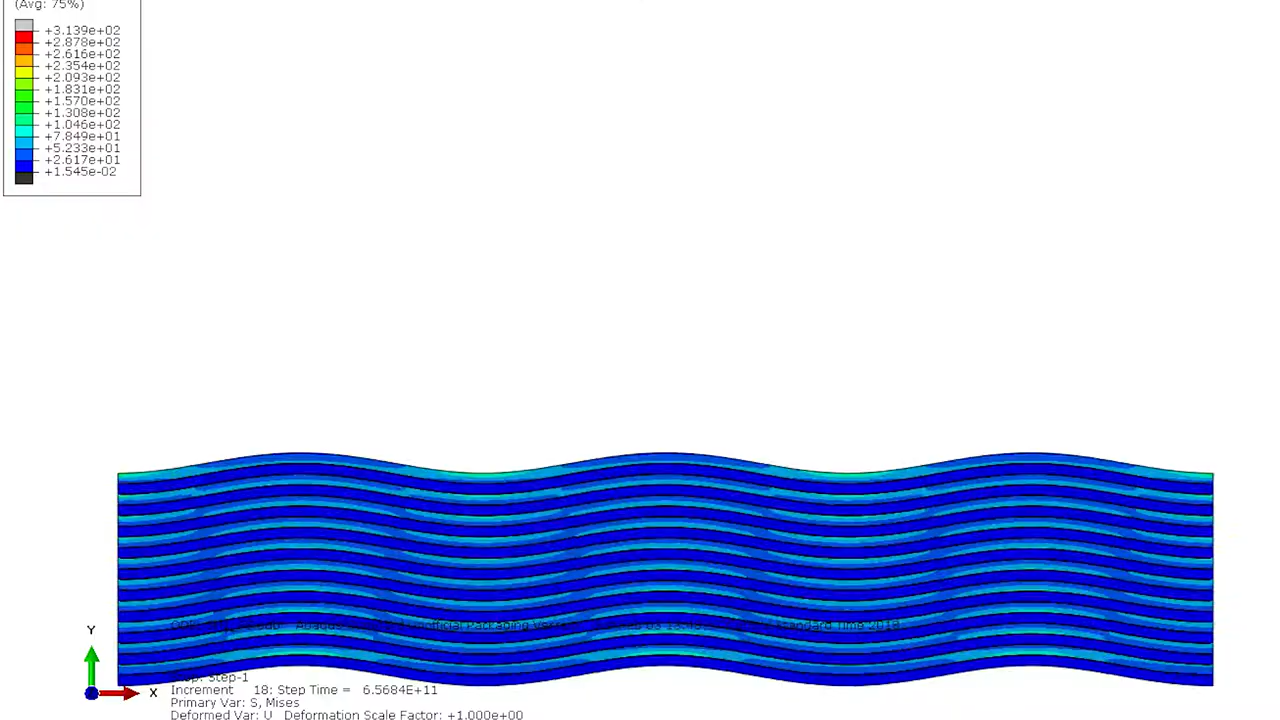 (Avg: 75%)
+3.139e+02
+2.878e+02
+2.616e+02
+2.354e+02
+2.093e+02
+1.831e+02
+1.570e+02
+1.308e+02
+1.046e+02
+7.849e+01
+5.233e+01
+2.617e+01
+1.545e-02
Y
X
Step-1
Increment 18: Step Time = 6.5684E+11
Primary Var: S, Mises
Deformed Var: U Deformation Scale Factor: +1.000e+00